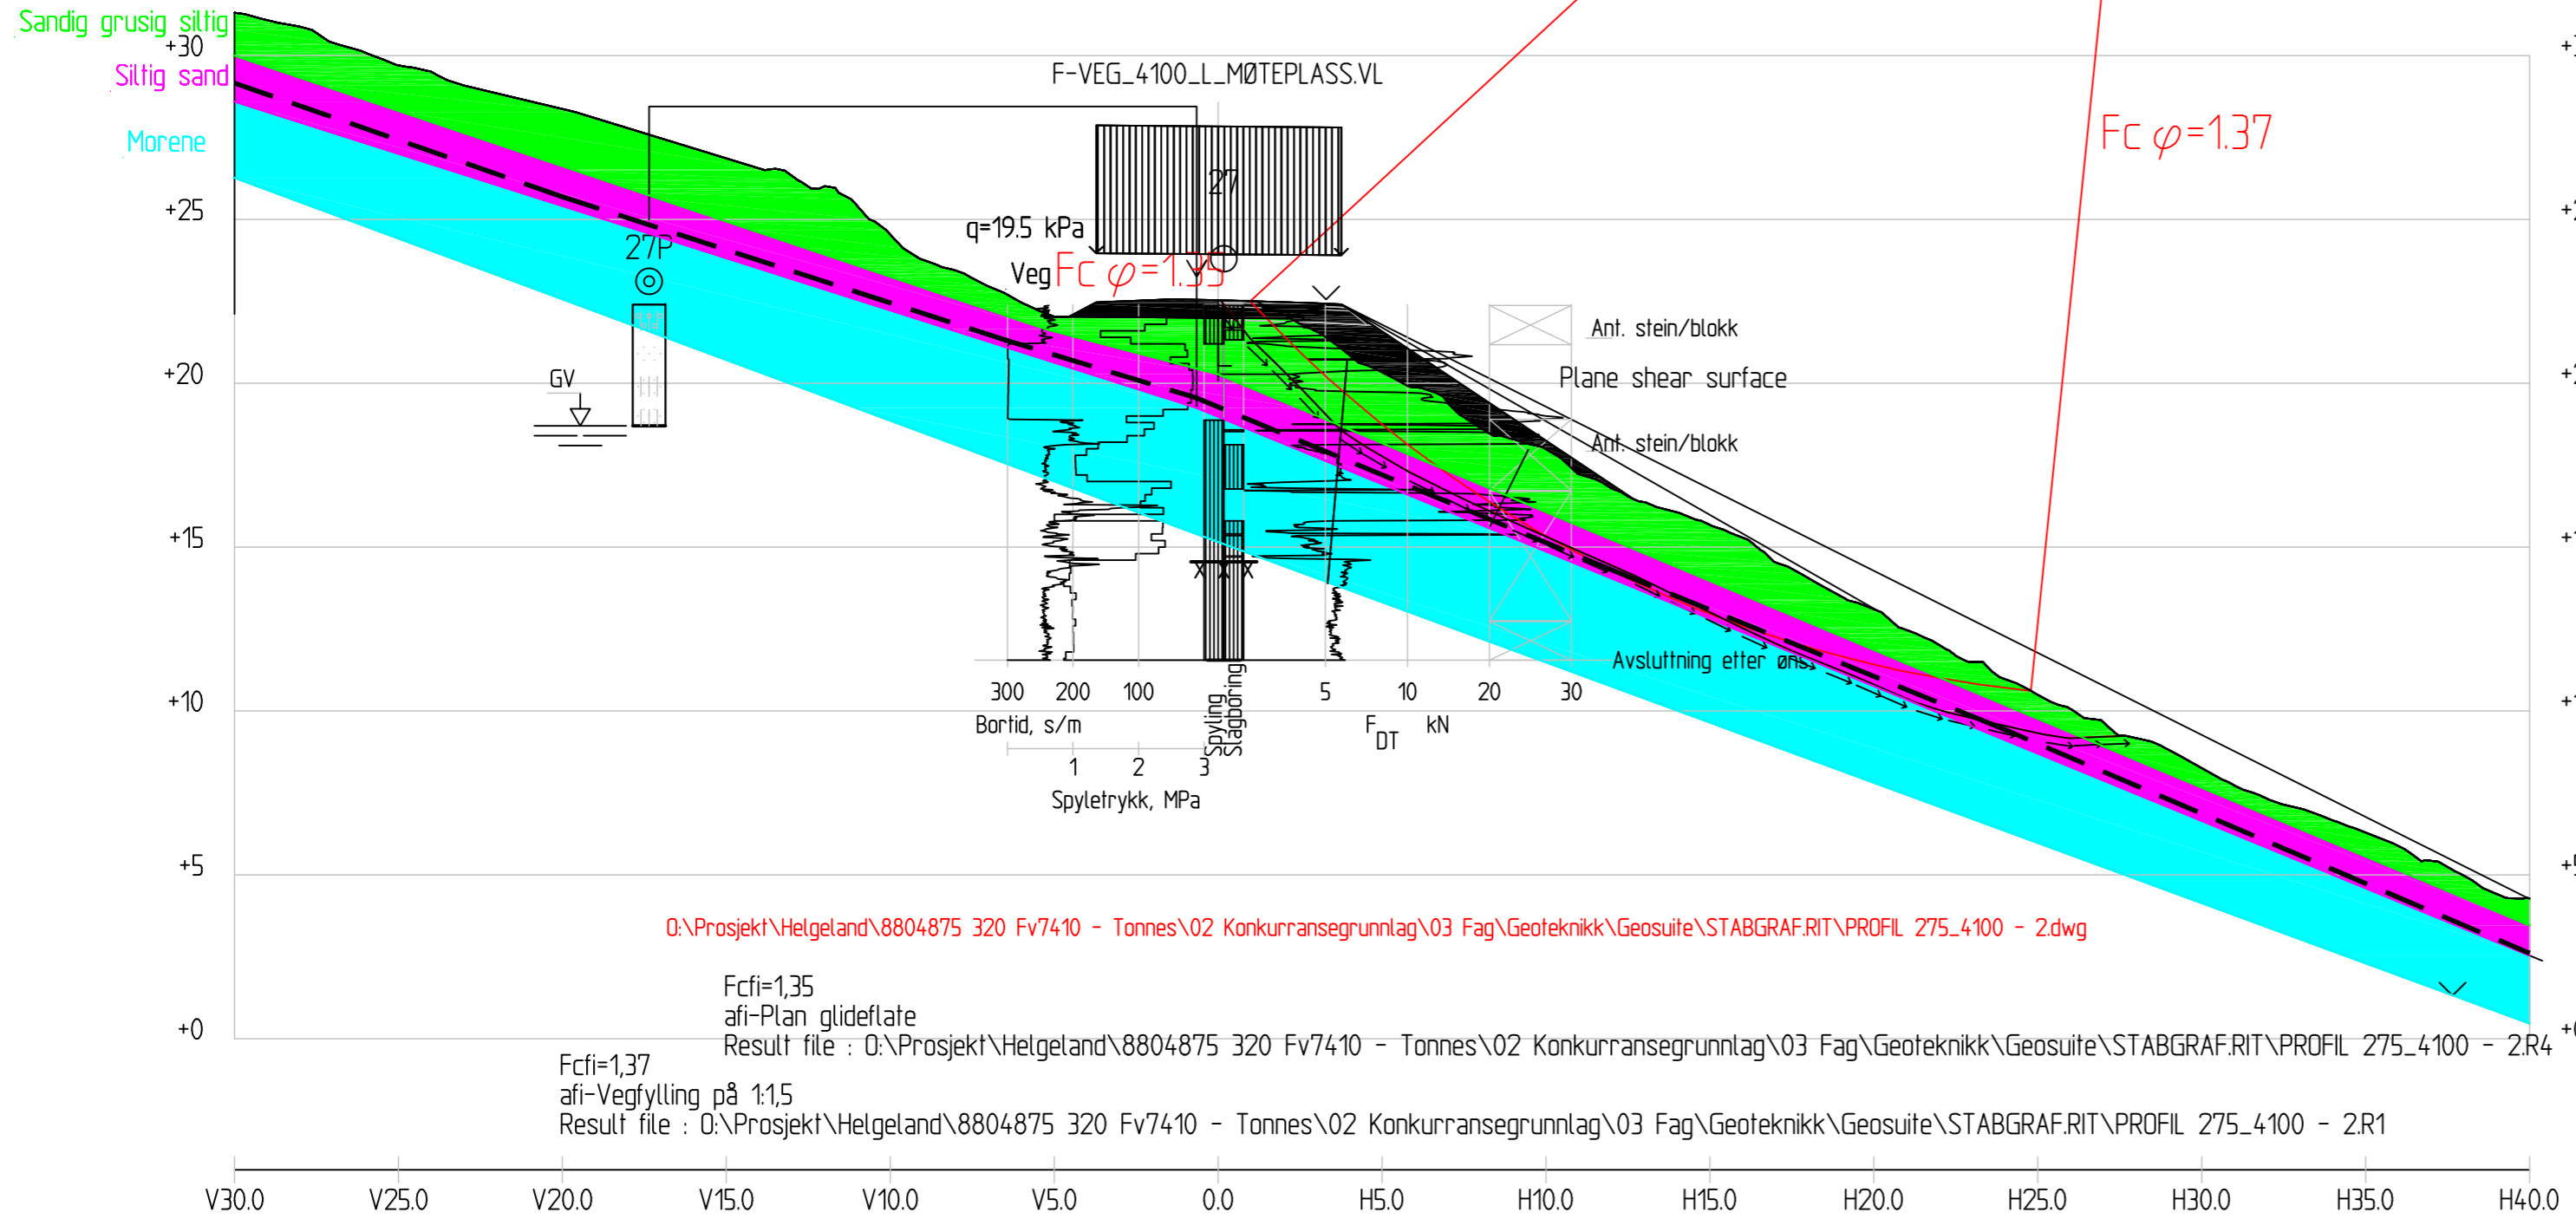 Sandig grusig siltig
+30
Siltig sand
F-VEG_4100_L_MØTEPLASS.VL
Fc φ=1.37
Morene
27
+25
q=19.5 kPa
27P
Veg
Fc φ=1.35
Ant. stein/blokk
+20
GV
Plane shear surface
Ant. stein/blokk
+15
Avsluttning etter øns
300 200 100
5 10 20 30
+10
Bortid, s/m
Spyling
Slagboring
F DT kN
1 2 3
Spyletrykk, MPa
+5
O:\Prosjekt\Helgeland\8804875 320 Fv7410 - Tonnes\02 Konkurransegrunnlag\03 Fag\Geoteknikk\Geosuite\STABGRAF.RIT\PROFIL 275_4100 - 2.dwg
Fcfi=1,35
afi-Plan glideflate
+0
Result file : O:\Prosjekt\Helgeland\8804875 320 Fv7410 - Tonnes\02 Konkurransegrunnlag\03 Fag\Geoteknikk\Geosuite\STABGRAF.RIT\PROFIL 275_4100 - 2.R4
Fcfi=1,37
afi-Vegfylling på 1:1,5
Result file : O:\Prosjekt\Helgeland\8804875 320 Fv7410 - Tonnes\02 Konkurransegrunnlag\03 Fag\Geoteknikk\Geosuite\STABGRAF.RIT\PROFIL 275_4100 - 2.R1
V30.0 V25.0 V20.0 V15.0 V10.0 V5.0 0.0 H5.0 H10.0 H15.0 H20.0 H25.0 H30.0 H35.0 H40.0